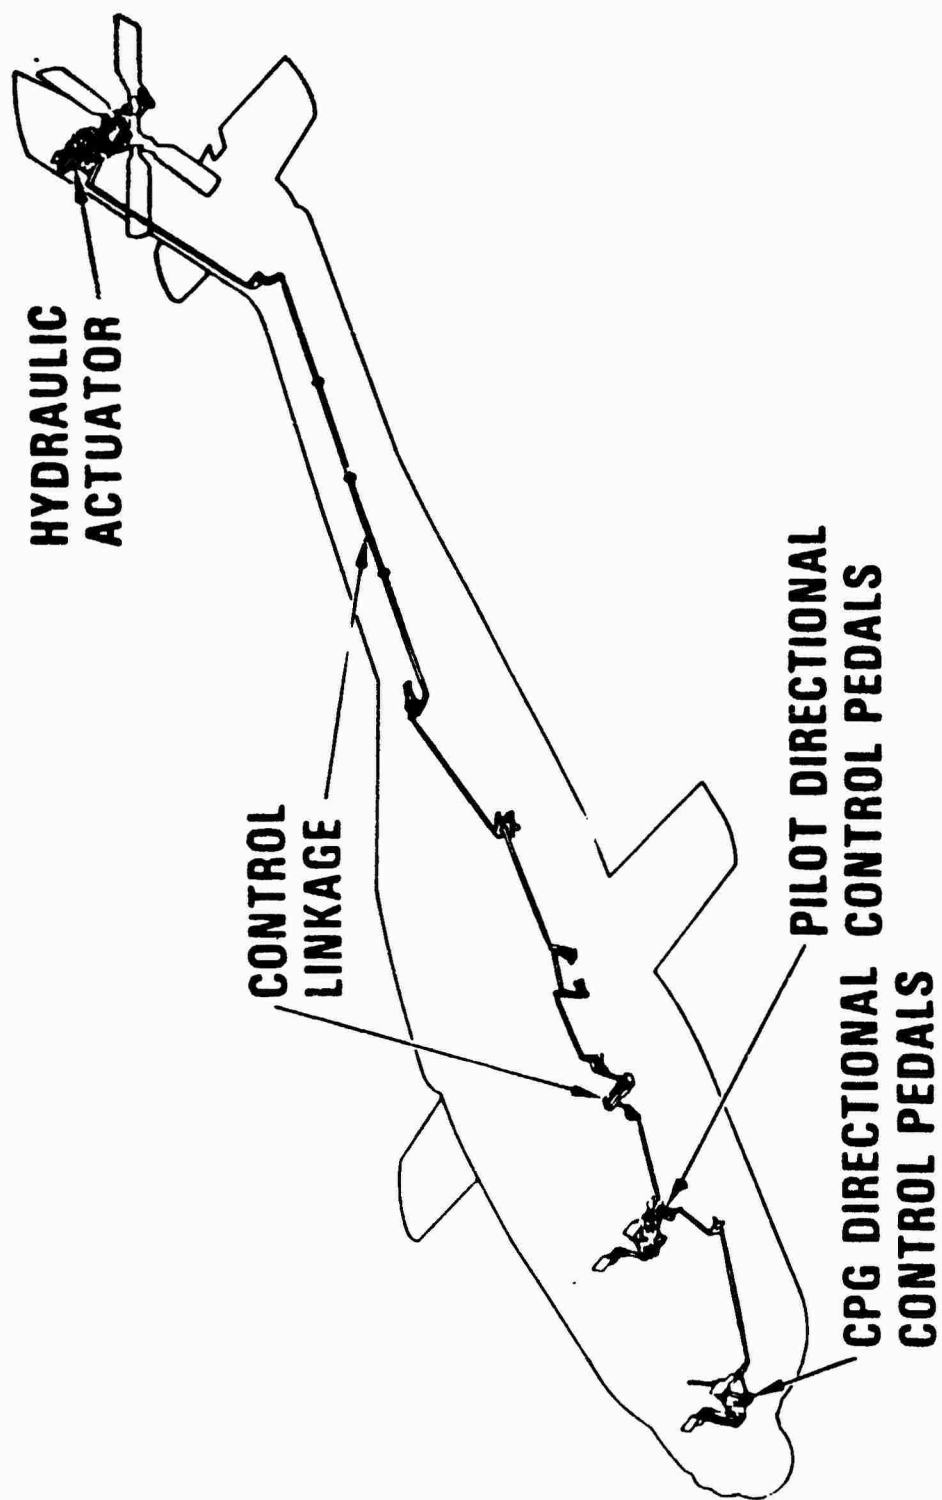 HYDRAULIC
ACTUATOR
CONTROL
LINKAGE
PILOT DIRECTIONAL
CONTROL PEDALS
CPG DIRECTIONAL
CONTROL PEDALS